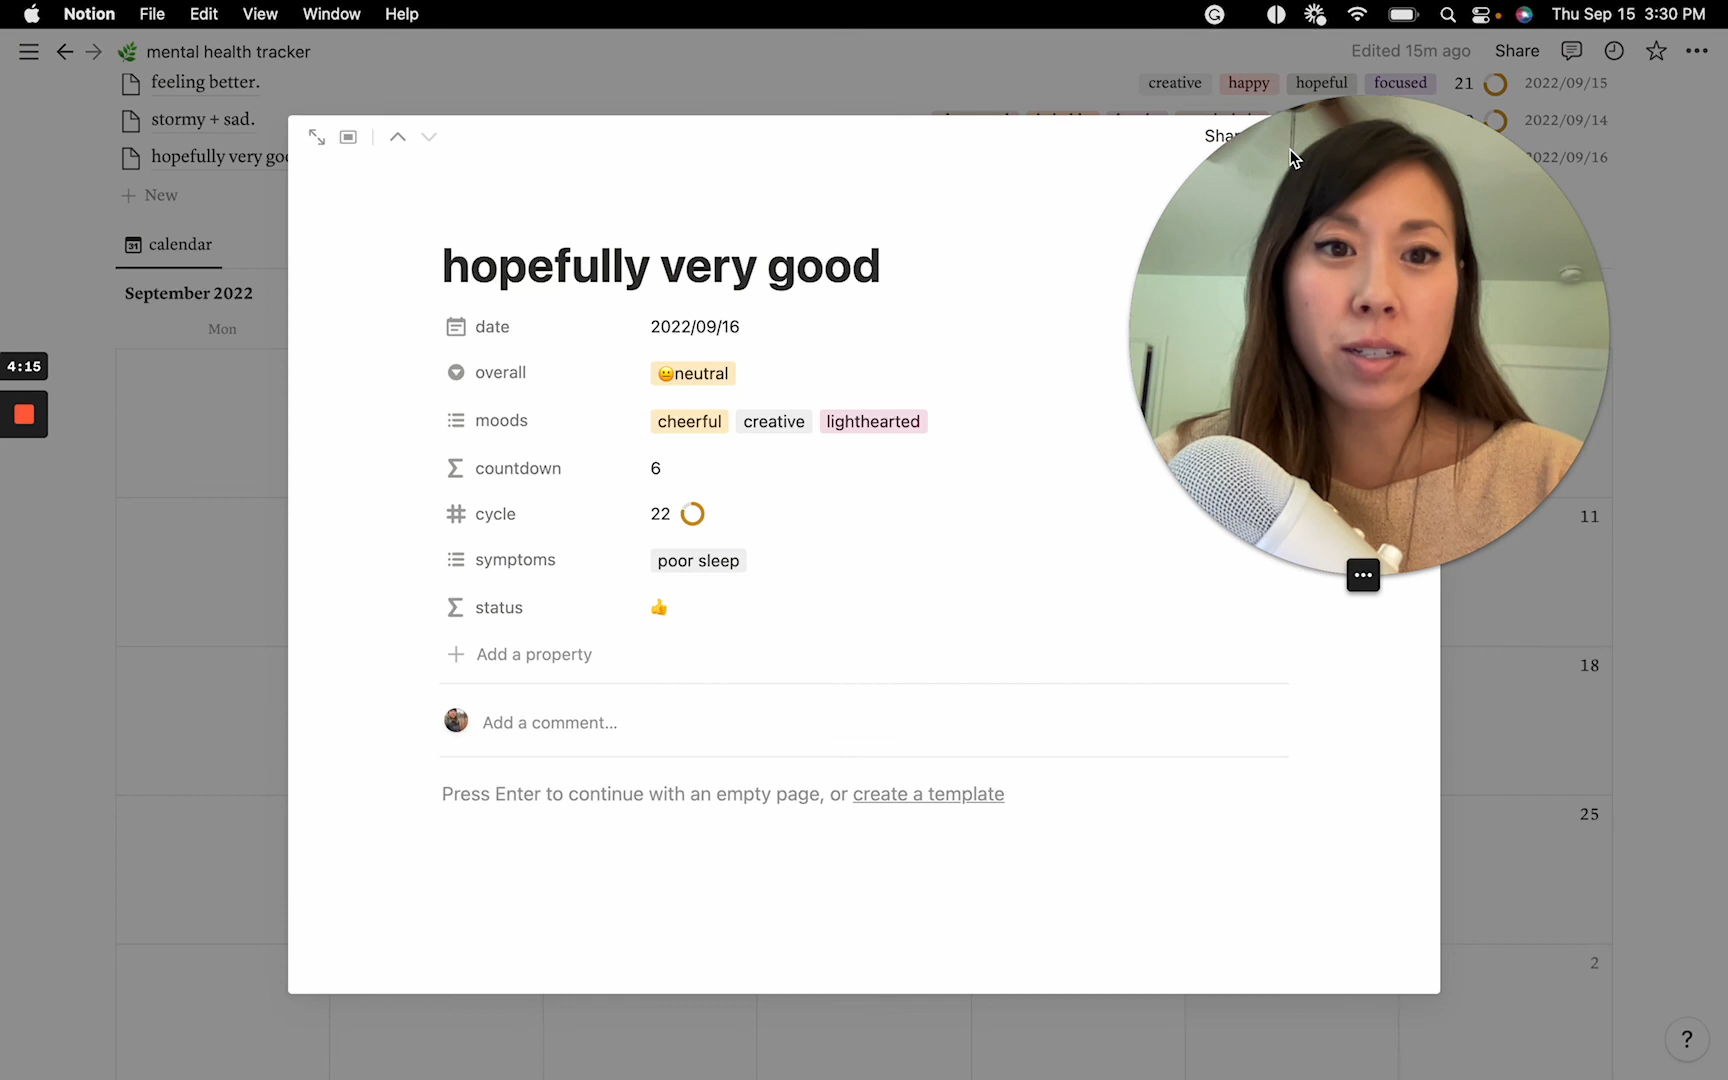 Notion File Edit View Window Help Thu Sep 15 3:30 PM
mental health tracker Edited 15m ago Share
feeling better. creative happy hopeful focused 21 2022/09/15
stormy + sad. 2022/09/14
hopefully very 2022/09/16
+ New
31 calendar
September 2022
Mon
4:15
hopefully very good
date 2022/09/16
overall neutral
moods cheerful creative lighthearted
countdown 6
cycle 22
symptoms poor sleep
status
+ Add a property
Add a comment...
Press Enter to continue with an empty page, or create a template
11
18
25
2
?